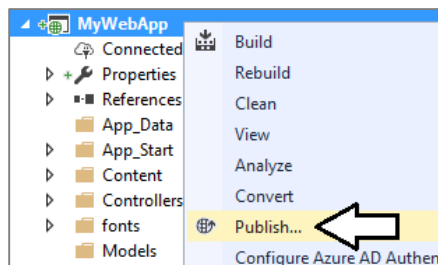 MyWebApp
Connected
Properties
References
App_Data
App_Start
Content
Controllers
fonts
Models
Build
Rebuild
Clean
View
Analyze
Convert
Publish...
Configure Azure AD Authen